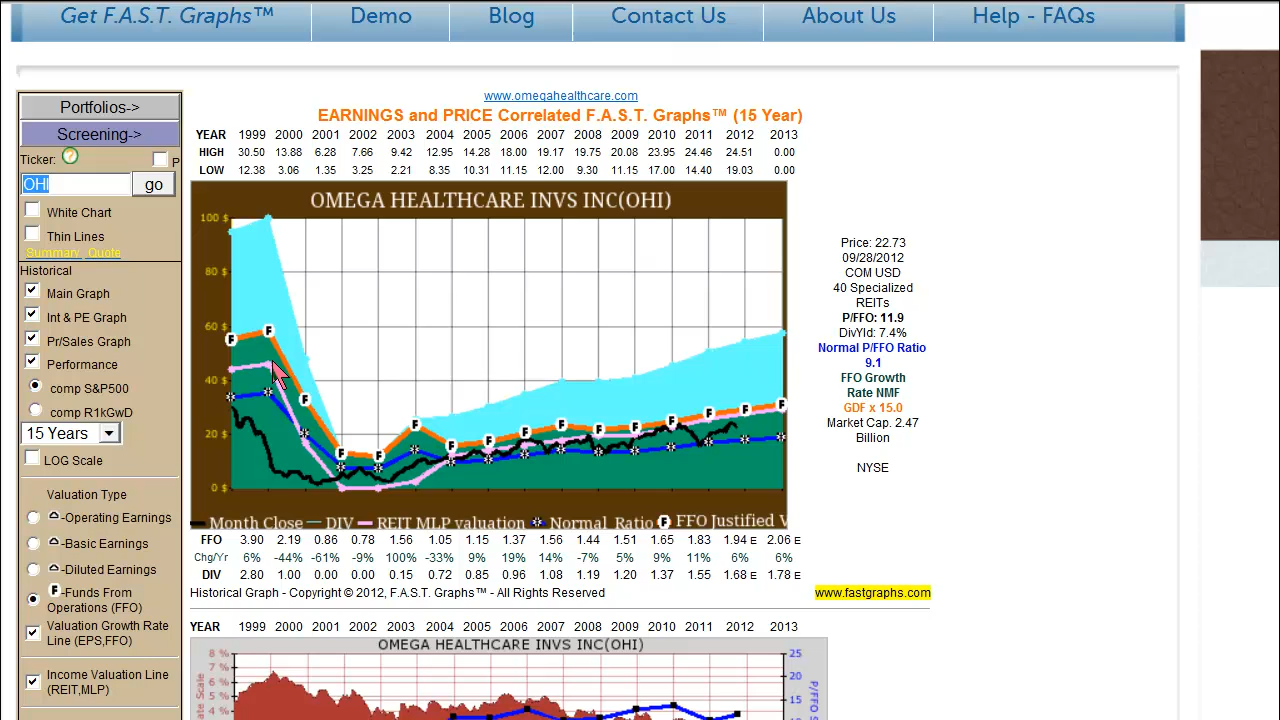 Get F.A.S.T. Graphs™
Demo
Blog
Contact Us
About Us
Help - FAQs
Portfolios->
Screening->
Ticker:
P
OHI
go
White Chart
Thin Lines
Summary Quote
Historical
Main Graph
Int & PE Graph
Pr/Sales Graph
Performance
comp S&P500
comp R1kGwD
15 Years
LOG Scale
Valuation Type
-Operating Earnings
-Basic Earnings
-Diluted Earnings
F-Funds From
Operations (FFO)
Valuation Growth Rate
Line (EPS,FFO)
Income Valuation Line
(REIT,MLP)
www.omegahealthcare.com
EARNINGS and PRICE Correlated F.A.S.T. Graphs™ (15 Year)
YEAR 1999 2000 2001 2002 2003 2004 2005 2006 2007 2008 2009 2010 2011 2012 2013
HIGH 30.50 13.88 6.28 7.66 9.42 12.95 14.28 18.00 19.17 19.75 20.08 23.95 24.46 24.51 0.00
LOW 12.38 3.06 1.35 3.25 2.21 8.35 10.31 11.15 12.00 9.30 11.15 17.00 14.40 19.03 0.00
OMEGA HEALTHCARE INVS INC(OHI)
100 $
80 $
60 $
40 $
20 $
0 $
F F F F F F F F F F F F F F F F
Month Close DIV REIT MLP valuation Normal Ratio F FFO Justified V
FFO 3.90 2.19 0.86 0.78 1.56 1.05 1.15 1.37 1.56 1.44 1.51 1.65 1.83 1.94 E 2.06 E
Chg/Yr 6% -44% -61% -9% 100% -33% 9% 19% 14% -7% 5% 9% 11% 6% 6%
DIV 2.80 1.00 0.00 0.00 0.15 0.72 0.85 0.96 1.08 1.19 1.20 1.37 1.55 1.68 E 1.78 E
Historical Graph - Copyright © 2012, F.A.S.T. Graphs™ - All Rights Reserved
www.fastgraphs.com
Price: 22.73
09/28/2012
COM USD
40 Specialized
REITs
P/FFO: 11.9
DivYld: 7.4%
Normal P/FFO Ratio
9.1
FFO Growth
Rate NMF
GDF x 15.0
Market Cap. 2.47
Billion
NYSE
YEAR 1999 2000 2001 2002 2003 2004 2005 2006 2007 2008 2009 2010 2011 2012 2013
OMEGA HEALTHCARE INVS INC(OHI)
8 %
7 %
6 %
5 %
4 %
25
20
15
P/FFO